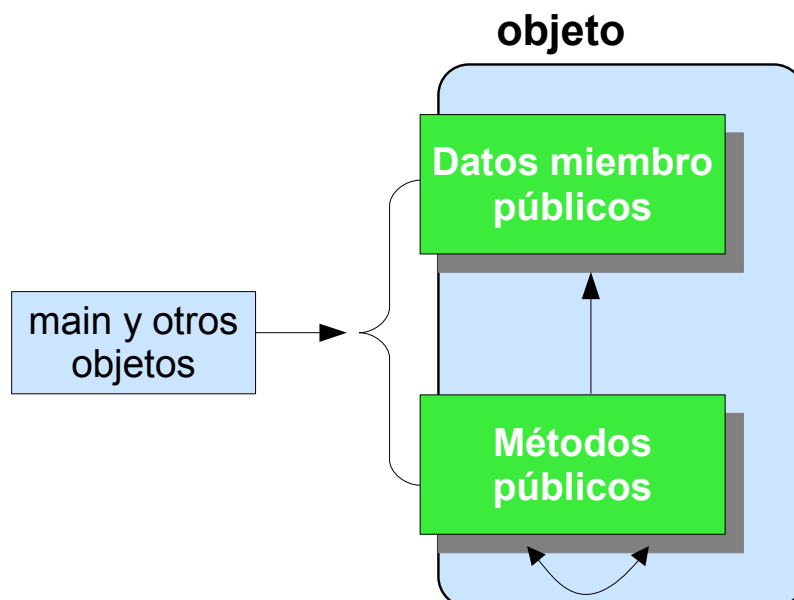 objeto
Datos miembro
públicos
main y otros
objetos
Métodos
públicos